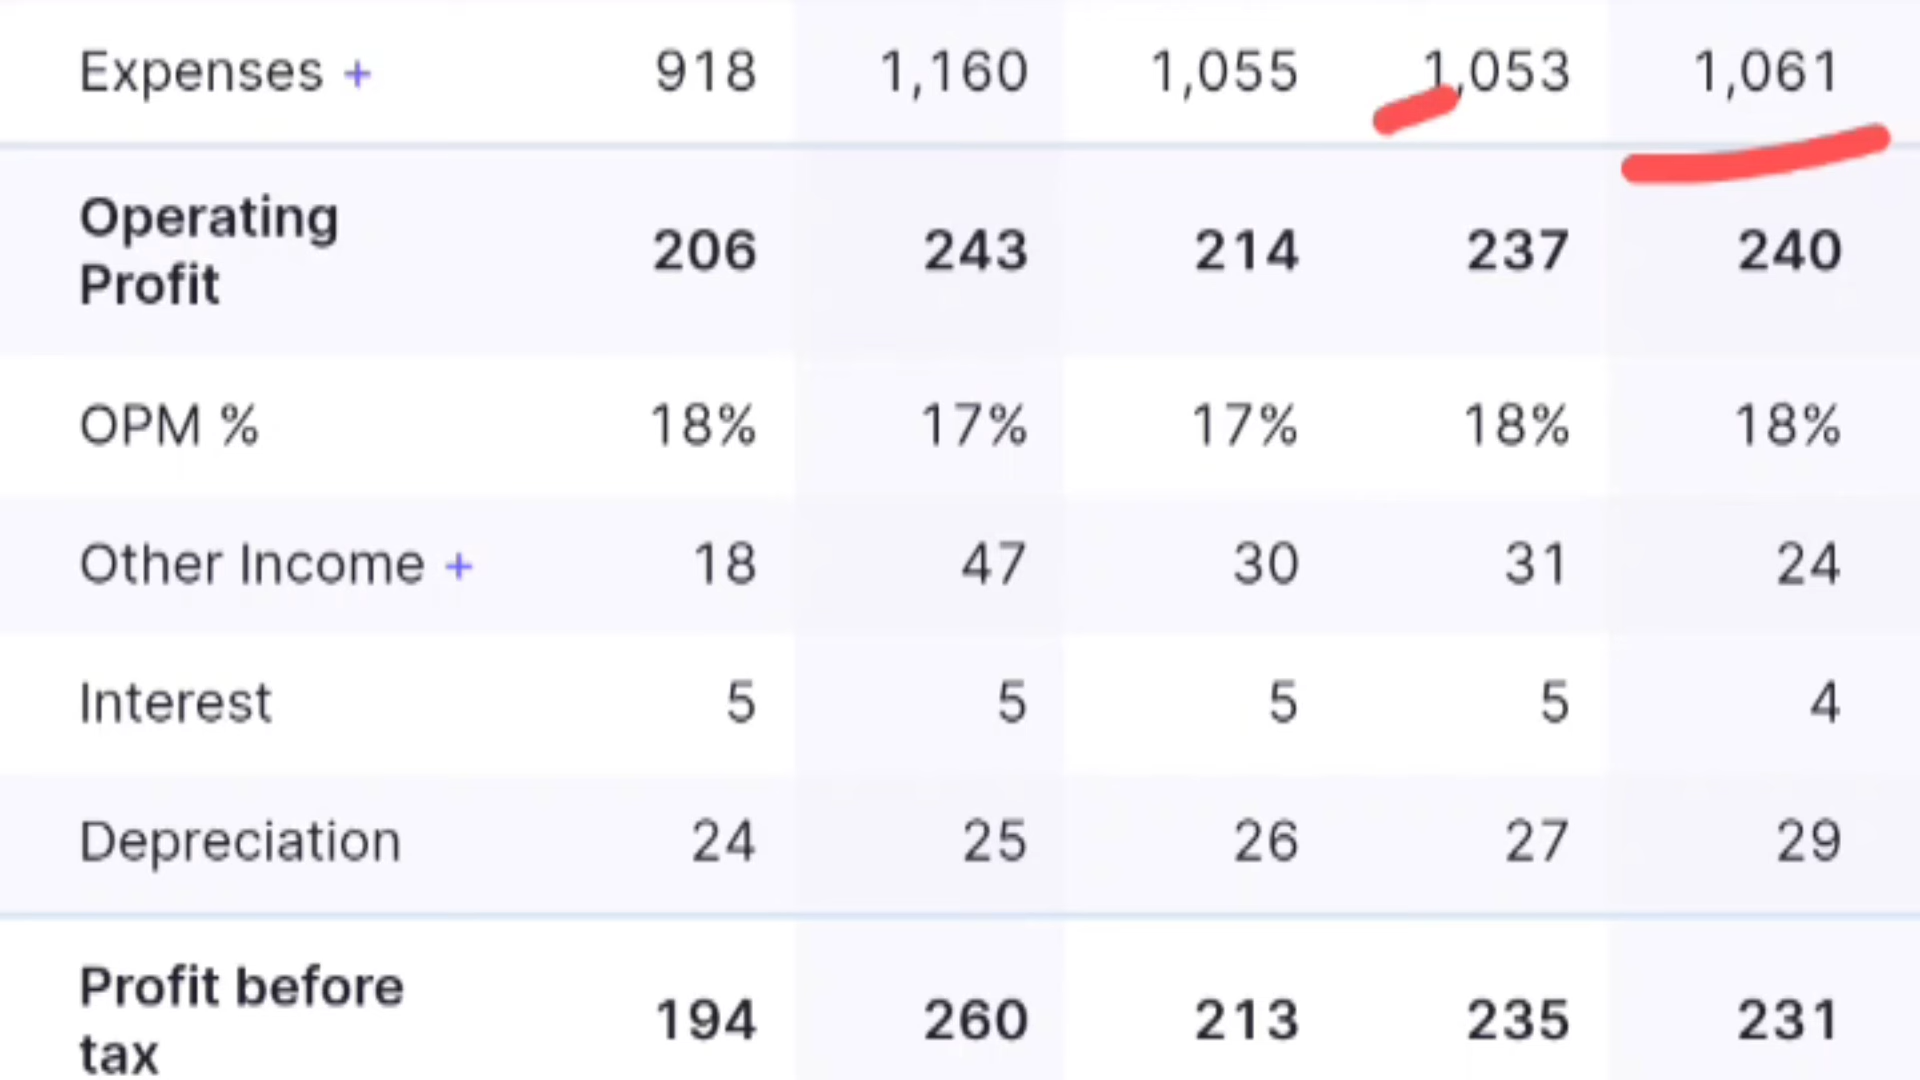 Expenses + 918 1,160 1,055 1,053 1,061
Operating
Profit 206 243 214 237 240
OPM % 18% 17% 17% 18% 18%
Other Income + 18 47 30 31 24
Interest 5 5 5 5 4
Depreciation 24 25 26 27 29
Profit before
tax 194 260 213 235 231